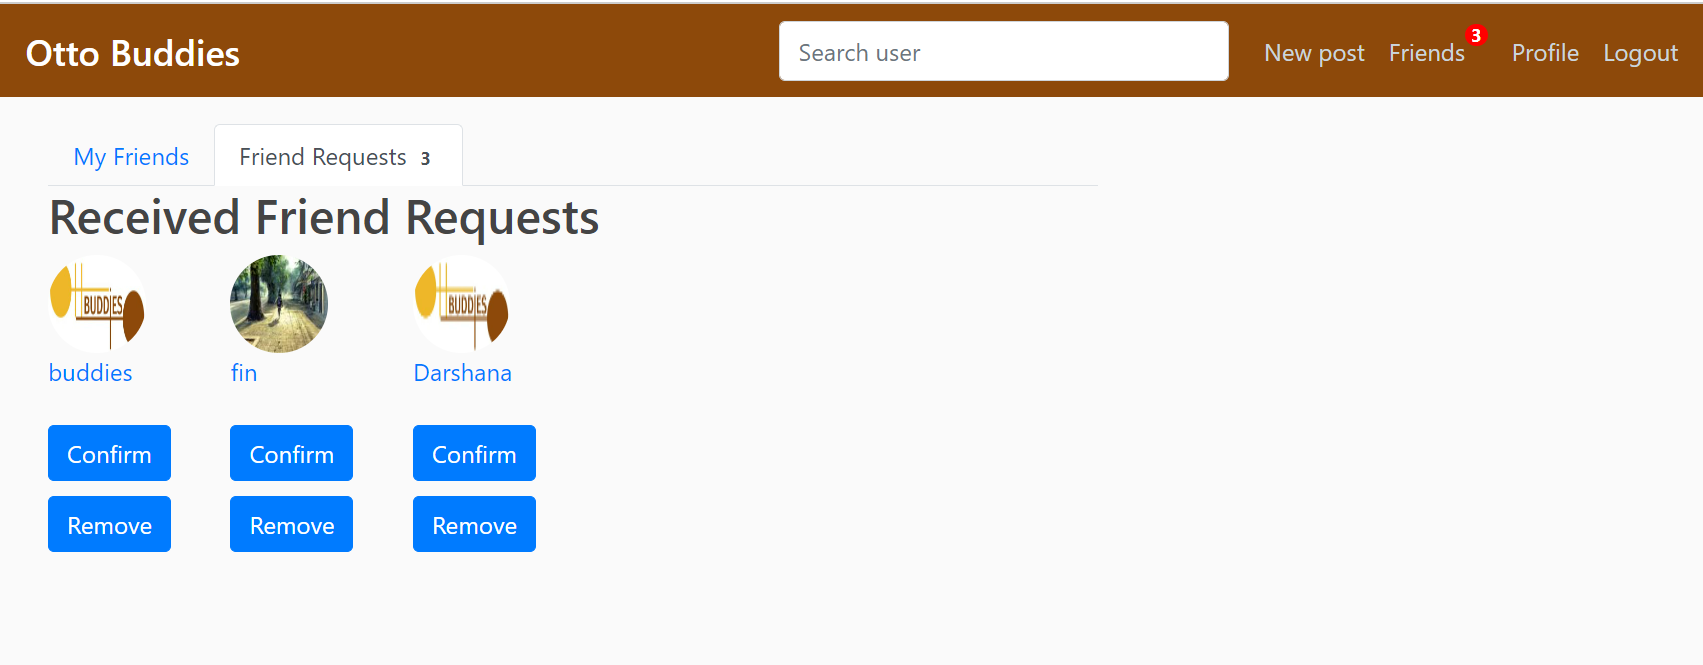 Otto Buddies
Search user
New post Friends 3 Profile Logout
My Friends Friend Requests 3
Received Friend Requests
BUDDIES BUDDIES
buddies fin Darshana
Confirm Confirm Confirm
Remove Remove Remove